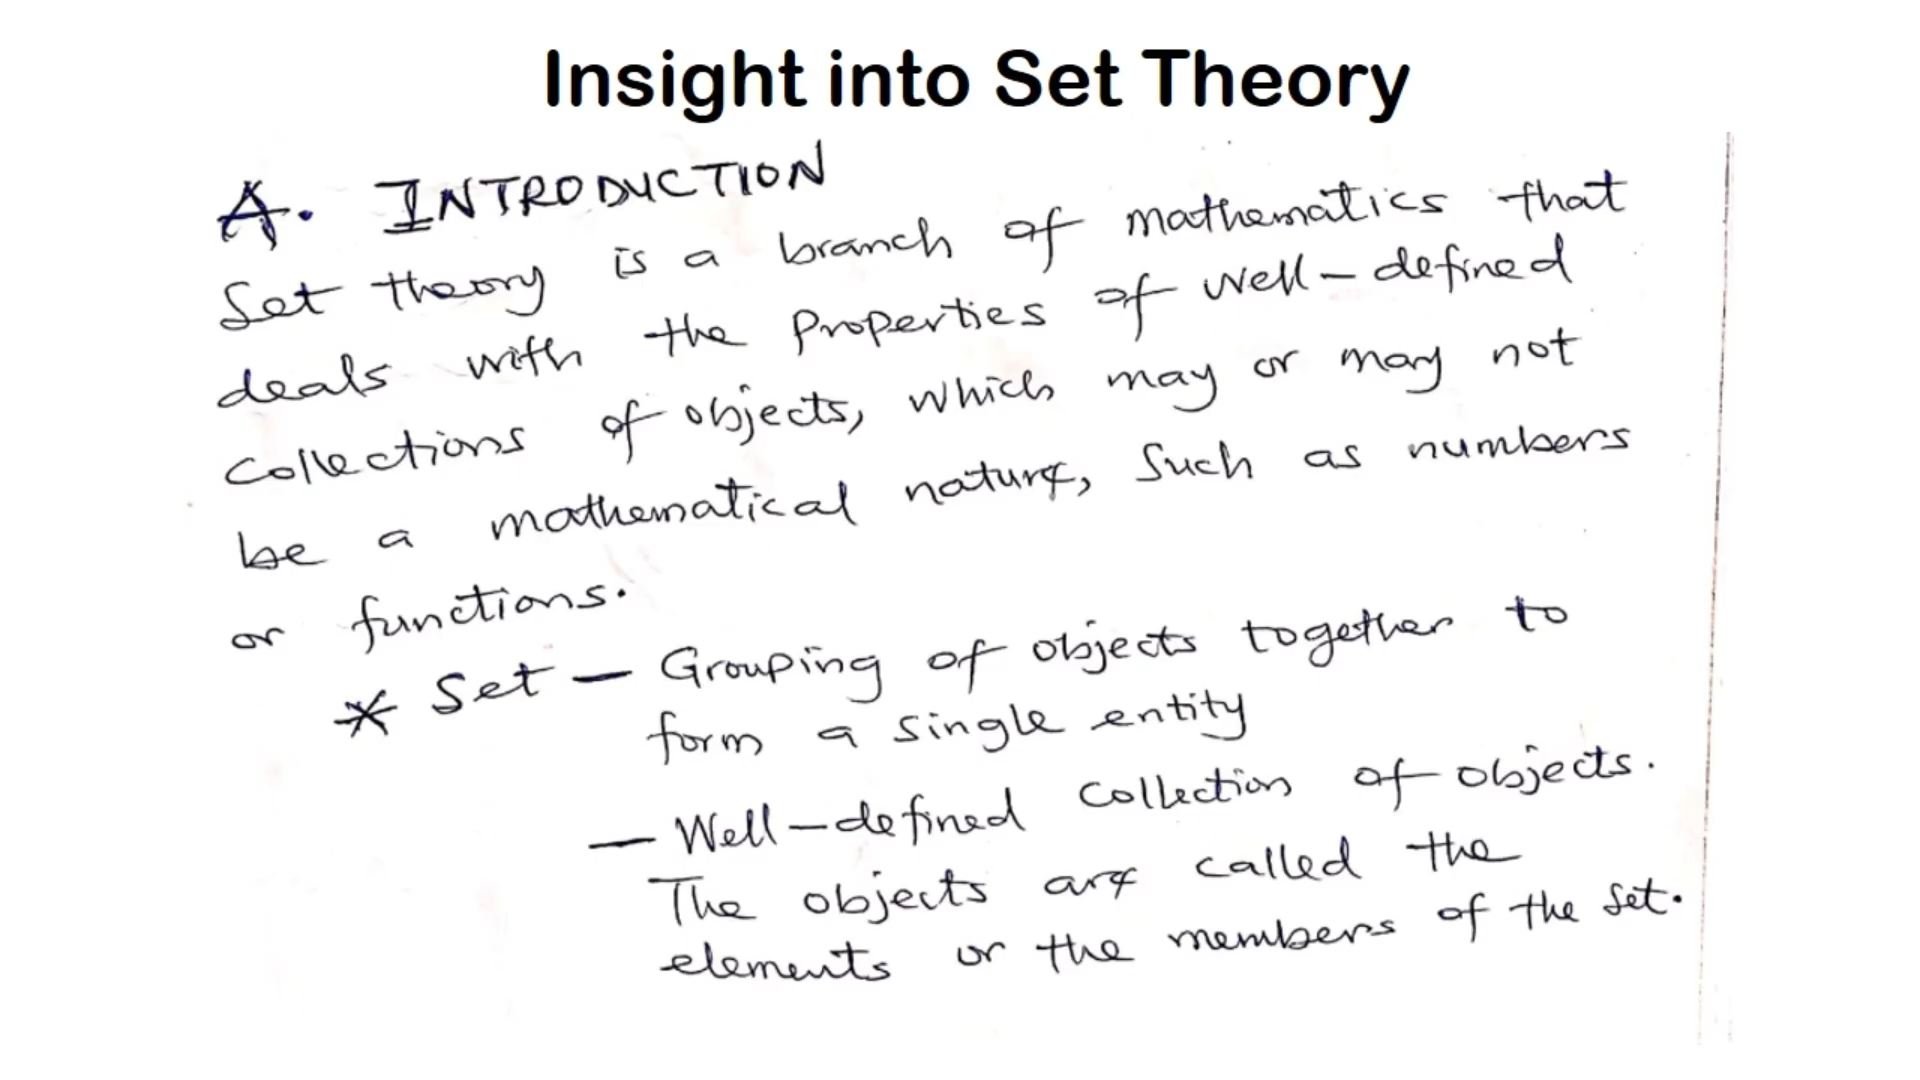 Insight into Set Theory
A. INTRODUCTION
Set theory is a branch of mathematics that
deals with the properties of well-defined
collections of objects, which may or may not
be a mathematical nature, such as numbers
or functions.
* Set - Grouping of objects together to
form a single entity
- Well-defined collection of objects.
The objects are called the
elements or the members of the set.